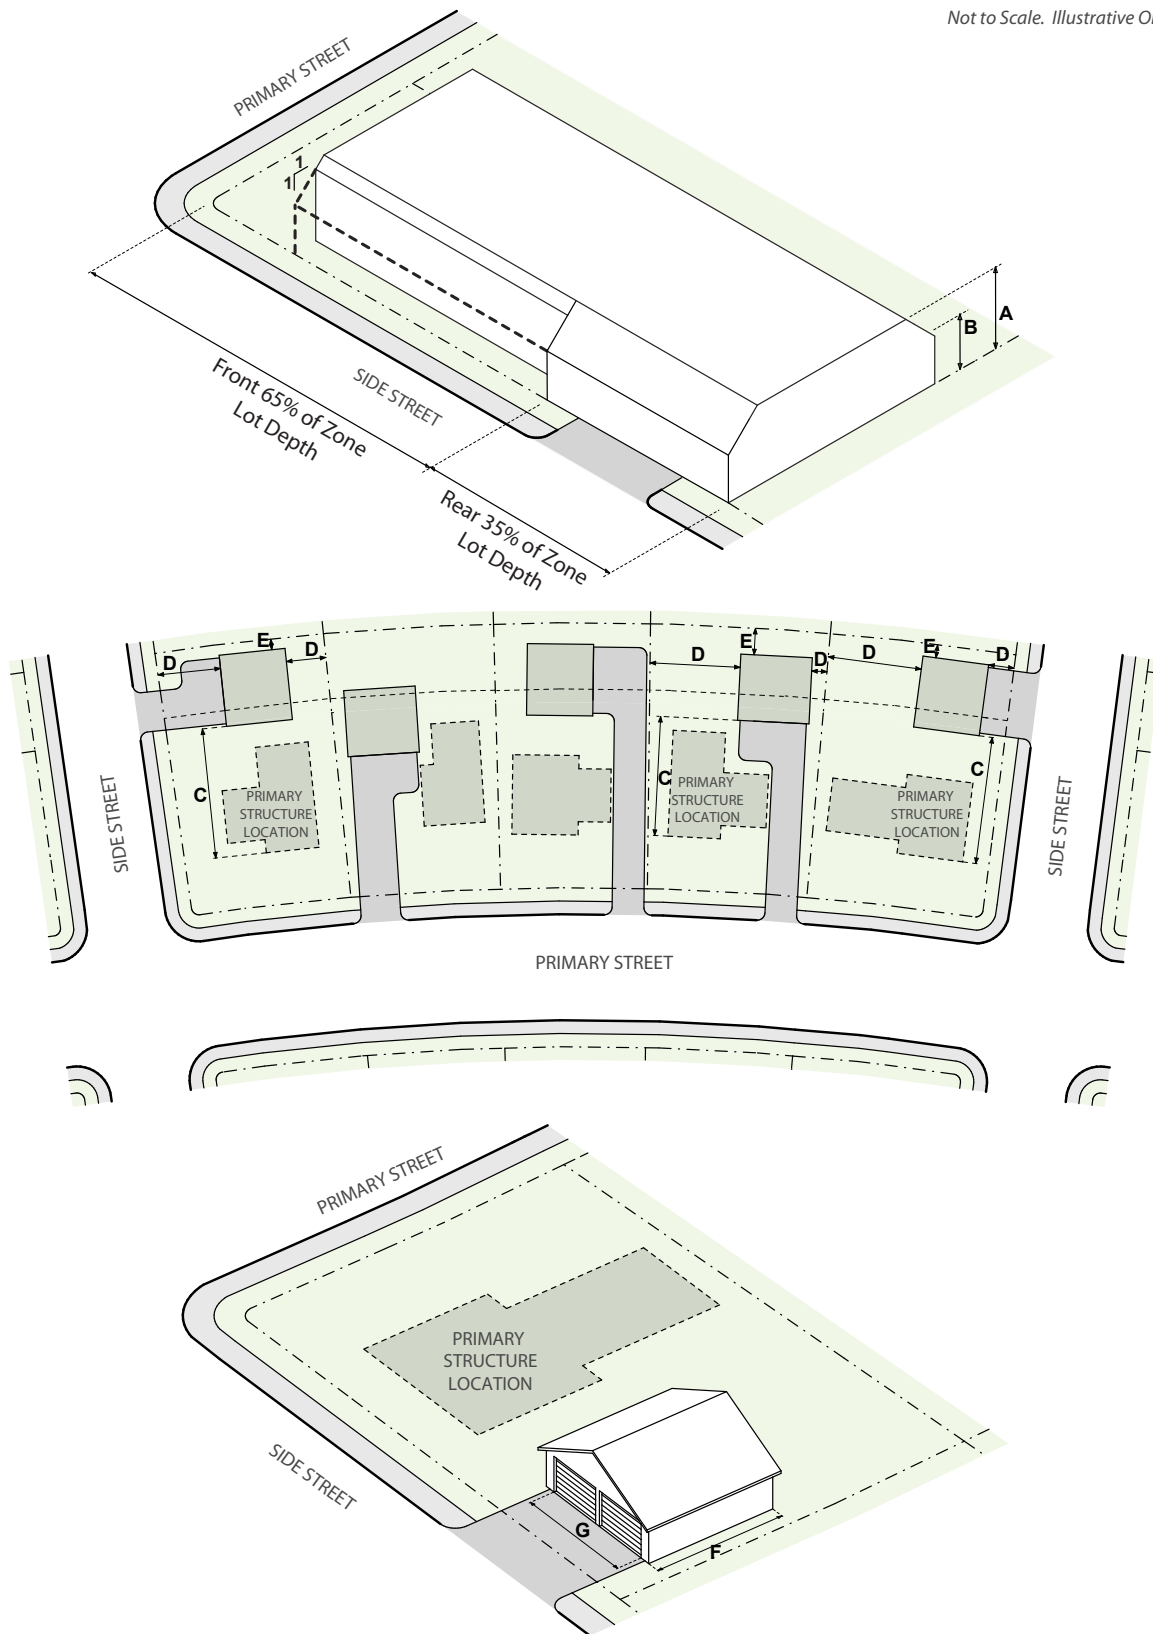 Not to Scale. Illustrative
PRIMARY STREET
1
1
A
B
Front 65% of Zone
Lot Depth
SIDE STREET
Rear 35% of Zone
Lot Depth
E
D
D
E
D
D
E
D
D
C
PRIMARY
STRUCTURE
LOCATION
C
PRIMARY
STRUCTURE
LOCATION
C
PRIMARY
STRUCTURE
LOCATION
SIDE STREET
SIDE STREET
PRIMARY STREET
PRIMARY STREET
PRIMARY
STRUCTURE
LOCATION
SIDE STREET
G
F